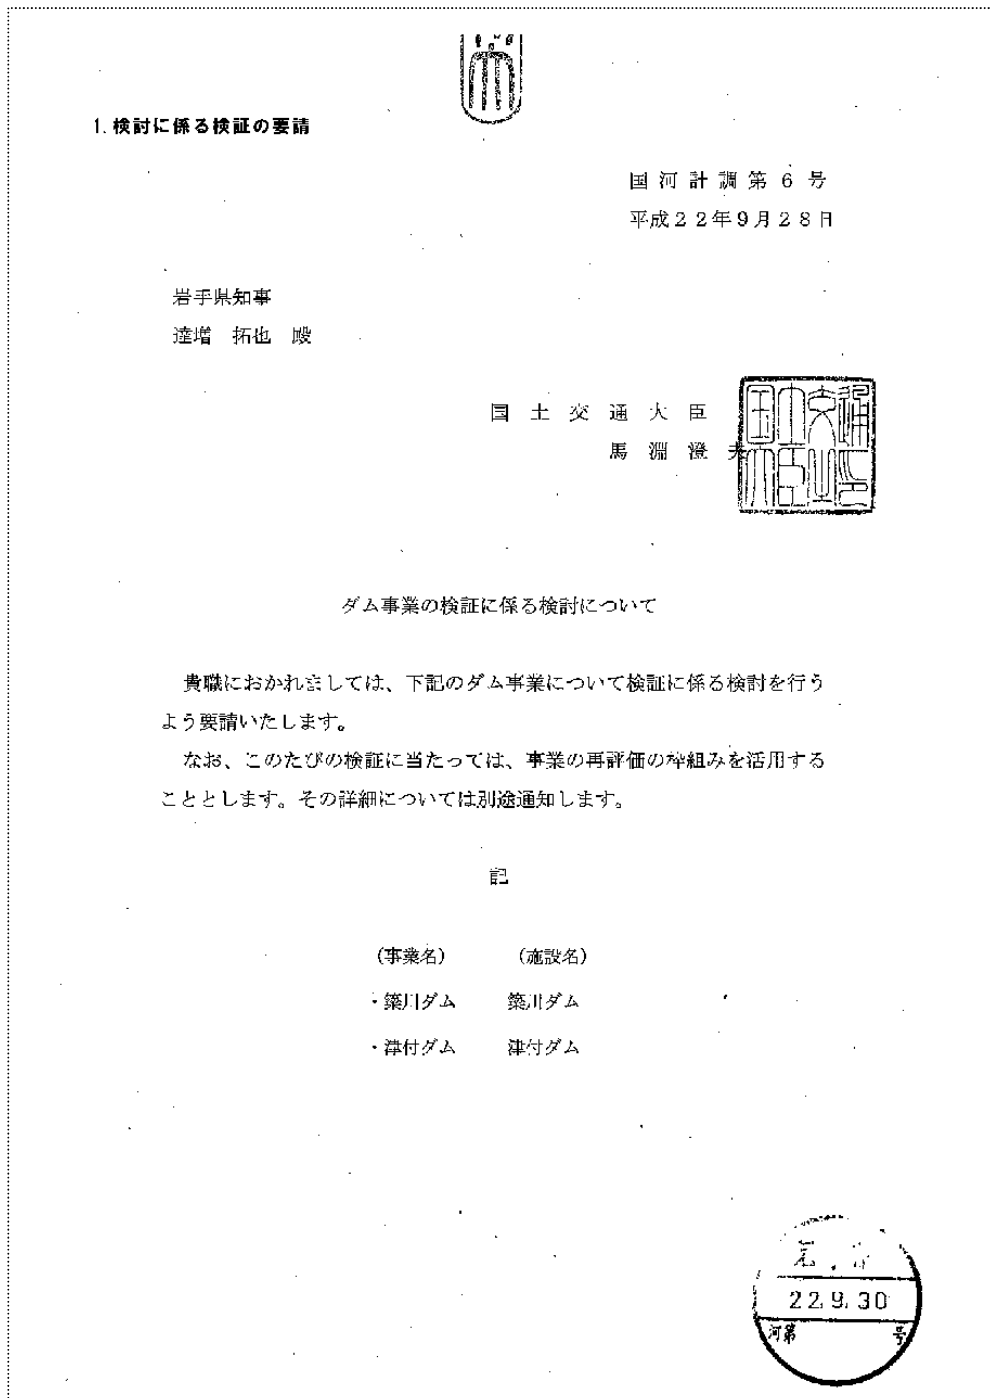 1.検討に係る検証の要請
国河計調第6号
平成22年9月28日
岩手県知事
達増 拓也 殿
国土交通大臣
馬淵澄夫
ダム事業の検証に係る検討について
貴職におかれましては、下記のダム事業について検証に係る検討を行う
よう要請いたします。
なお、このたびの検証に当たっては、事業の再評価の枠組みを活用する
こととします。その詳細については別途通知します。
記
(事業名) (施設名)
・簗川ダム 簗川ダム
・津付ダム 津付ダム
22.9.30
河第 号